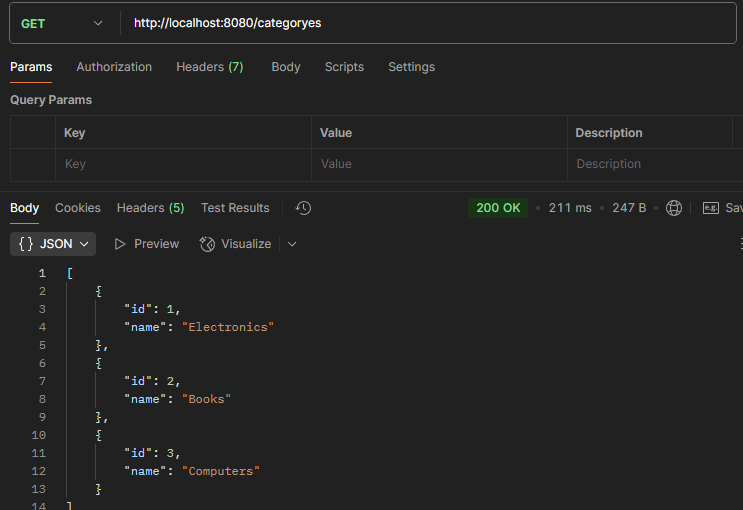 GET http://localhost:8080/categoryes
Params Authorization Headers (7) Body Scripts Settings
Query Params
Key Value Description
Key Value Description
Body Cookies Headers (5) Test Results 200 OK • 211 ms • 247 B • e.g. Sav
{ } JSON Preview Visualize
1 [
2 {
3 "id": 1,
4 "name": "Electronics"
5 },
6 {
7 "id": 2,
8 "name": "Books"
9 },
10 {
11 "id": 3,
12 "name": "Computers"
13 }
14 ]